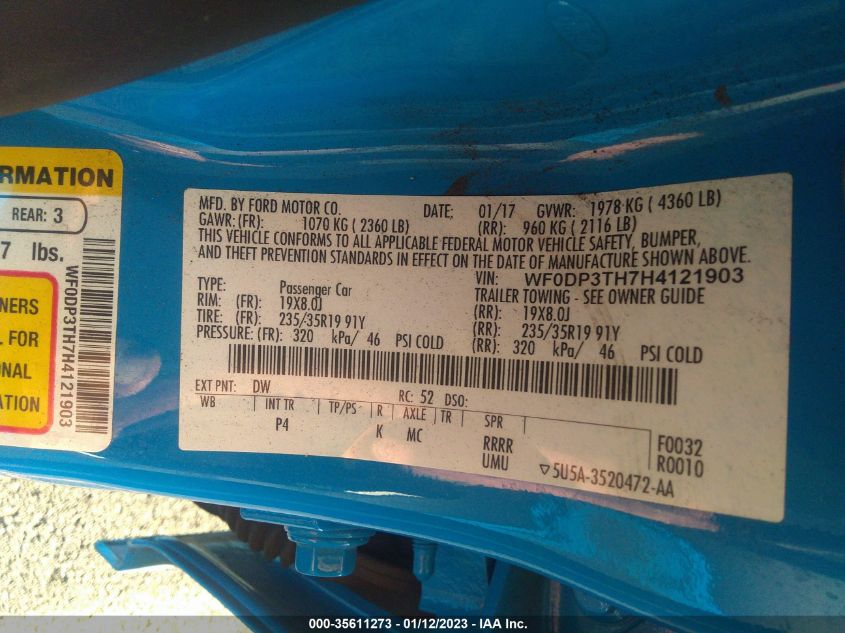 RMATION
REAR: 3
7 lbs.
NERS
L FOR
ONAL
ATION
WF0DP3TH7H4121903
MFD. BY FORD MOTOR CO. DATE; 01/17 GVWR: 1978 KG ( 4360 LB)
GAWR:(FR): 1070 KG ( 2360 LB) (RR): 960 KG ( 2116 LB)
THIS VEHICLE CONFORMS TO ALL APPLICABLE FEDERAL MOTOR VEHICLE SAFETY, BUMPER,
AND THEFT PREVENTION STANDARDS IN EFFECT ON THE DATE OF MANUFACTURE SHOWN ABOVE.
VIN: WF0DP3TH7H4121903
TYPE: Passenger Car TRAILER TOWING - SEE OWNER GUIDE
RIM: (FR): 19X8.0J (RR): 19X8.0J
TIRE: (FR): 235/35R19 91Y (RR): 235/35R19 91Y
PRESSURE: (FR): 320 kPa/ 46 PSI COLD (RR): 320 kPa/ 46 PSI COLD
EXT PNT: DW RC: 52 DSO:
WB INT TR TP/PS R AXLE TR SPR
P4 K MC RRRR F0032
UMU R0010
5U5A-3520472-AA
000-35611273 - 01/12/2023 - IAA Inc.